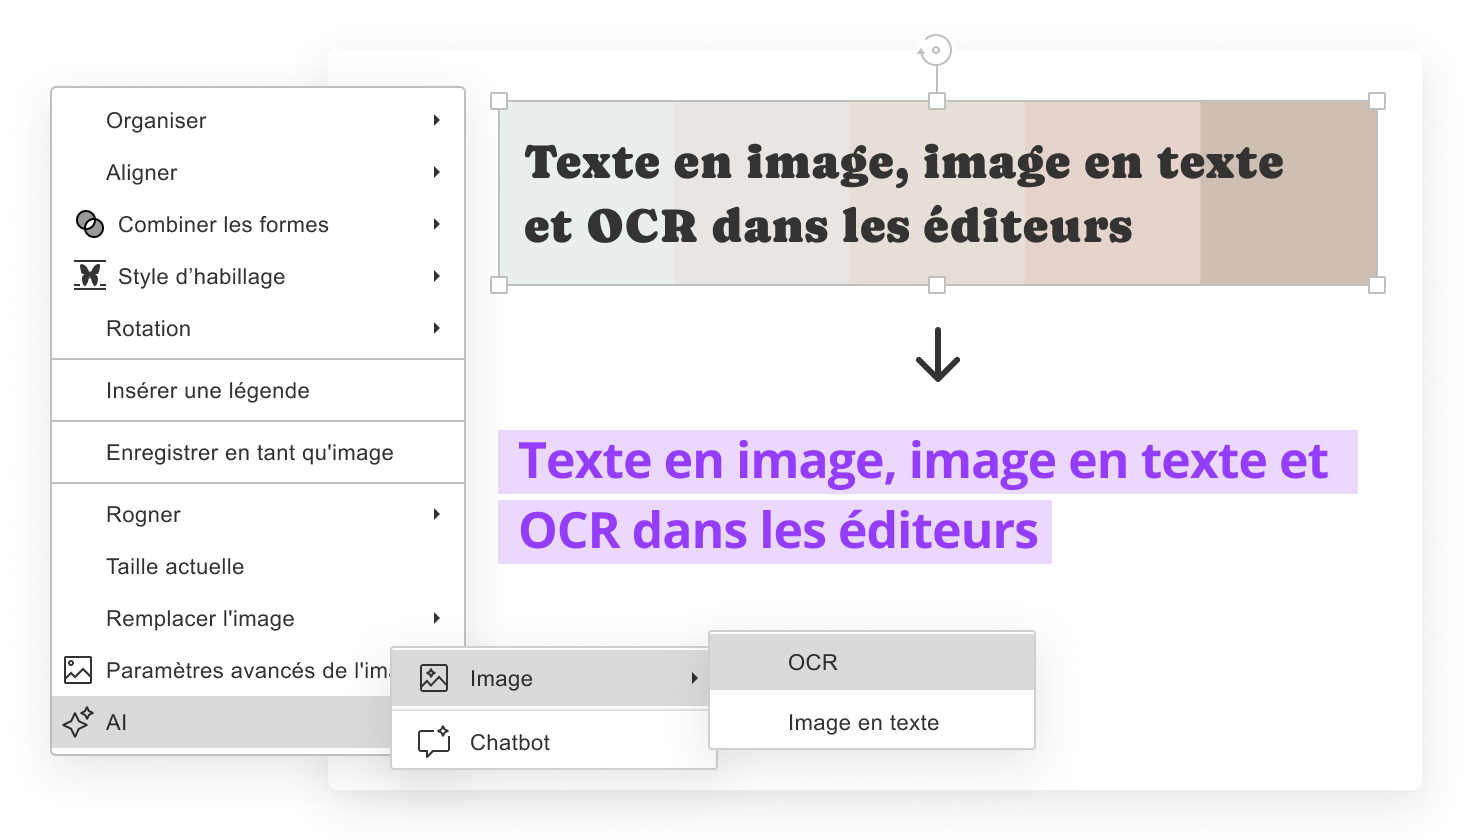 Organiser
Aligner
Combiner les formes
Style d’habillage
Rotation
Insérer une légende
Enregistrer en tant qu'image
Rogner
Taille actuelle
Remplacer l'image
Paramètres avancés de l'im
AI
Image
Chatbot
OCR
Image en texte
Texte en image, image en texte
et OCR dans les éditeurs
Texte en image, image en texte et
OCR dans les éditeurs